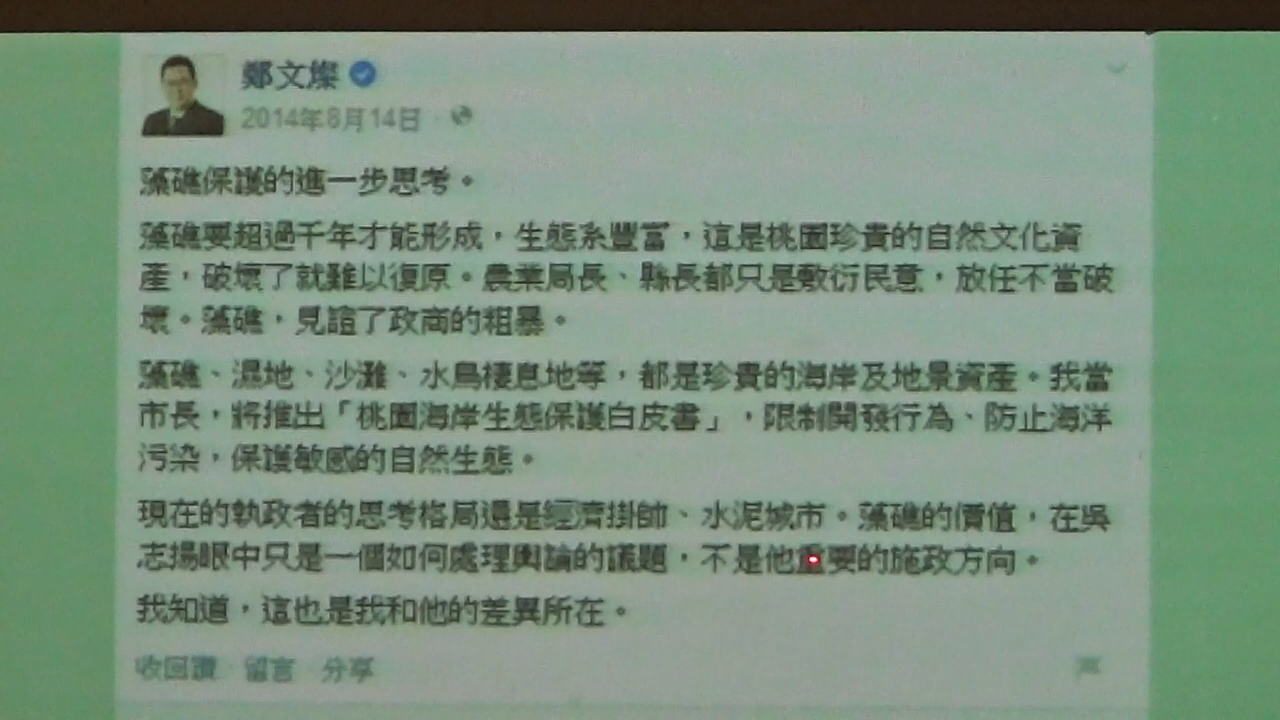 鄭文燦
2014年8月14日
藻礁保護的進一步思考。
藻礁要超過千年才能形成，生態系豐富，這是桃園珍貴的自然文化資
產，破壞了就難以復原。農業局長、縣長都只是敷衍民意，放任不當破
壞。藻礁，見證了政商的粗暴。
藻礁、濕地、沙灘、水鳥棲息地等，都是珍貴的海岸及地景資產。我當
市長，將推出「桃園海岸生態保護白皮書」，限制開發行為、防止海洋
污染，保護敏感的自然生態。
現在的執政者的思考格局還是經濟掛帥、水泥城市。藻礁的價值，在吳
志揚眼中只是一個如何處理輿論的議題，不是他重要的施政方向。
我知道，這也是我和他的差異所在。
收回讚 留言 分享